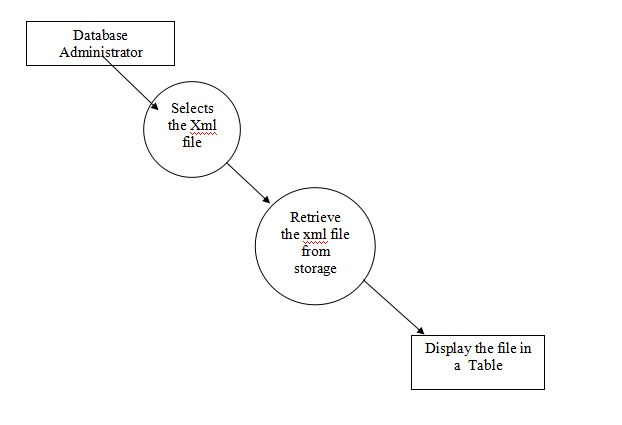 Database
Administrator
Selects
the Xml
file
Retrieve
the xml file
from
storage
Display the file in
a Table